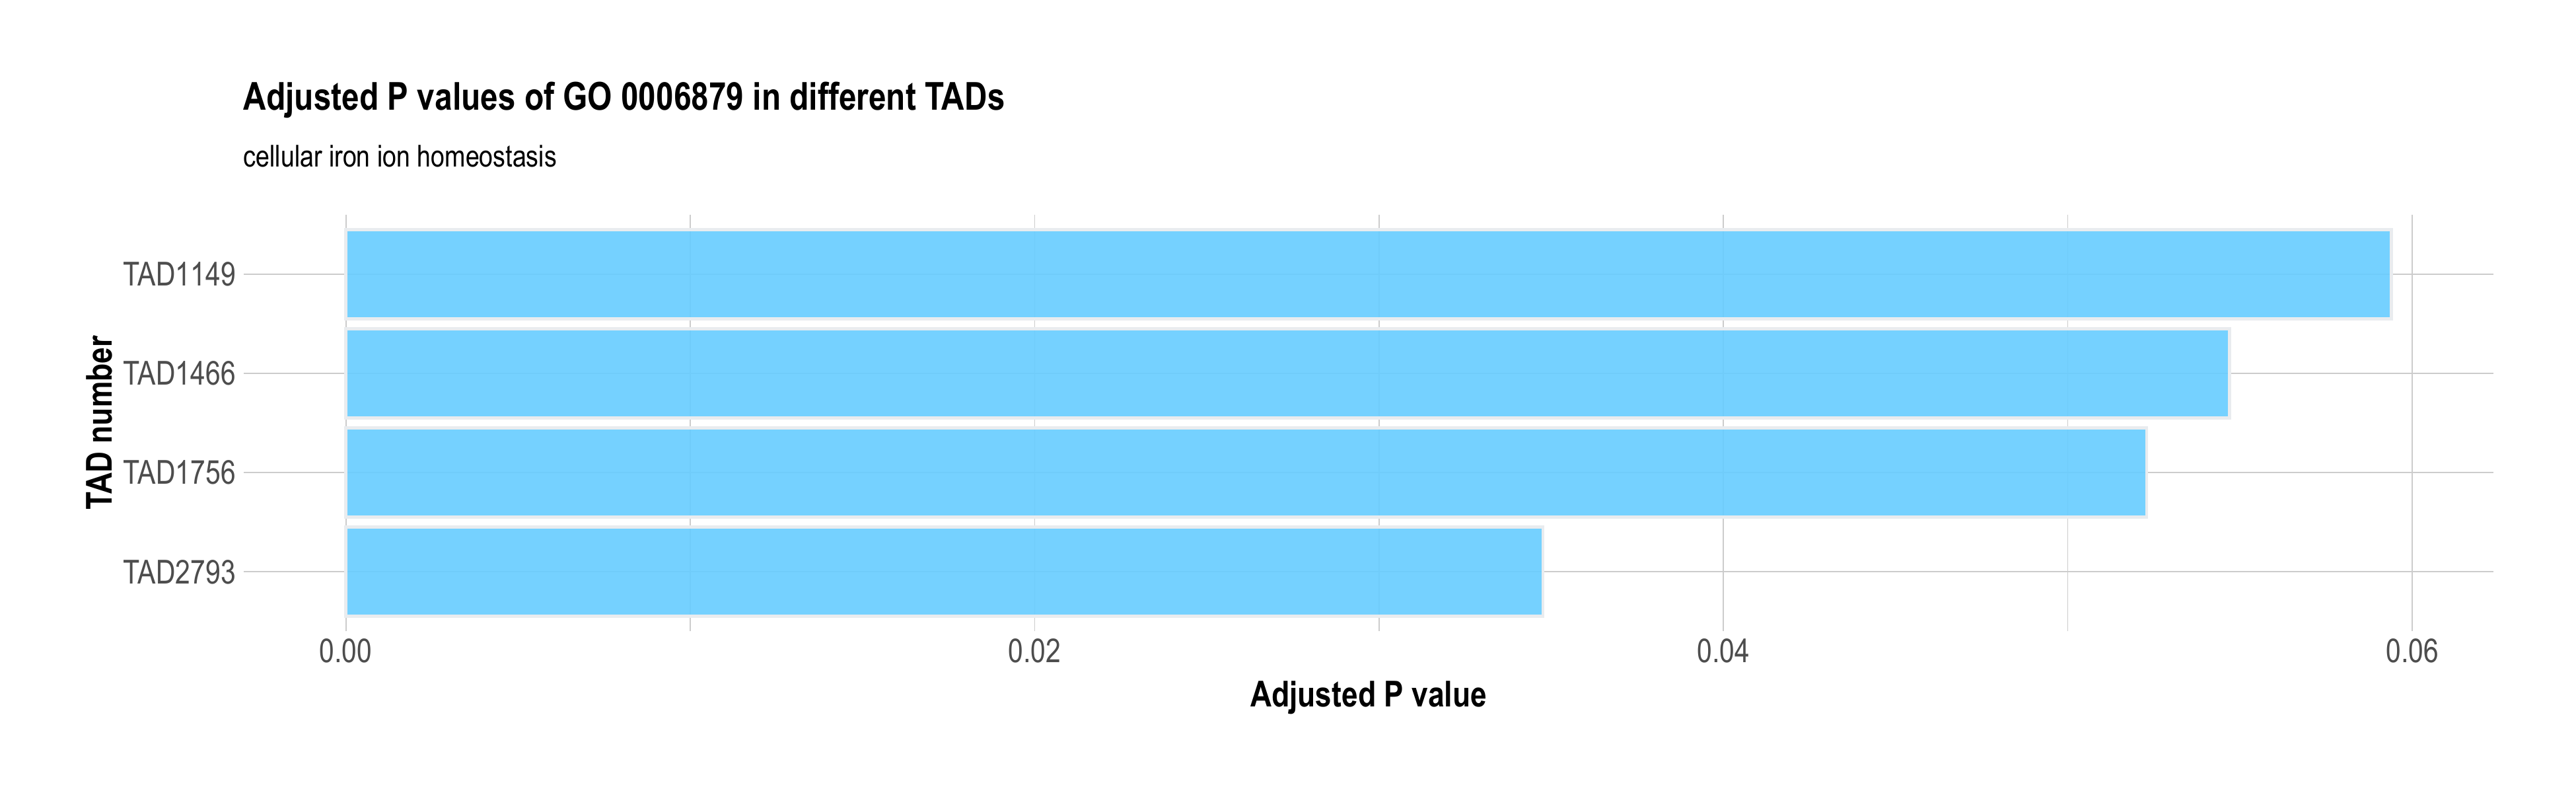 Adjusted P values of GO 0006879 in different TADs
cellular iron ion homeostasis
TAD number
TAD1149
TAD1466
TAD1756
TAD2793
0.00 0.02 0.04 0.06
Adjusted P value